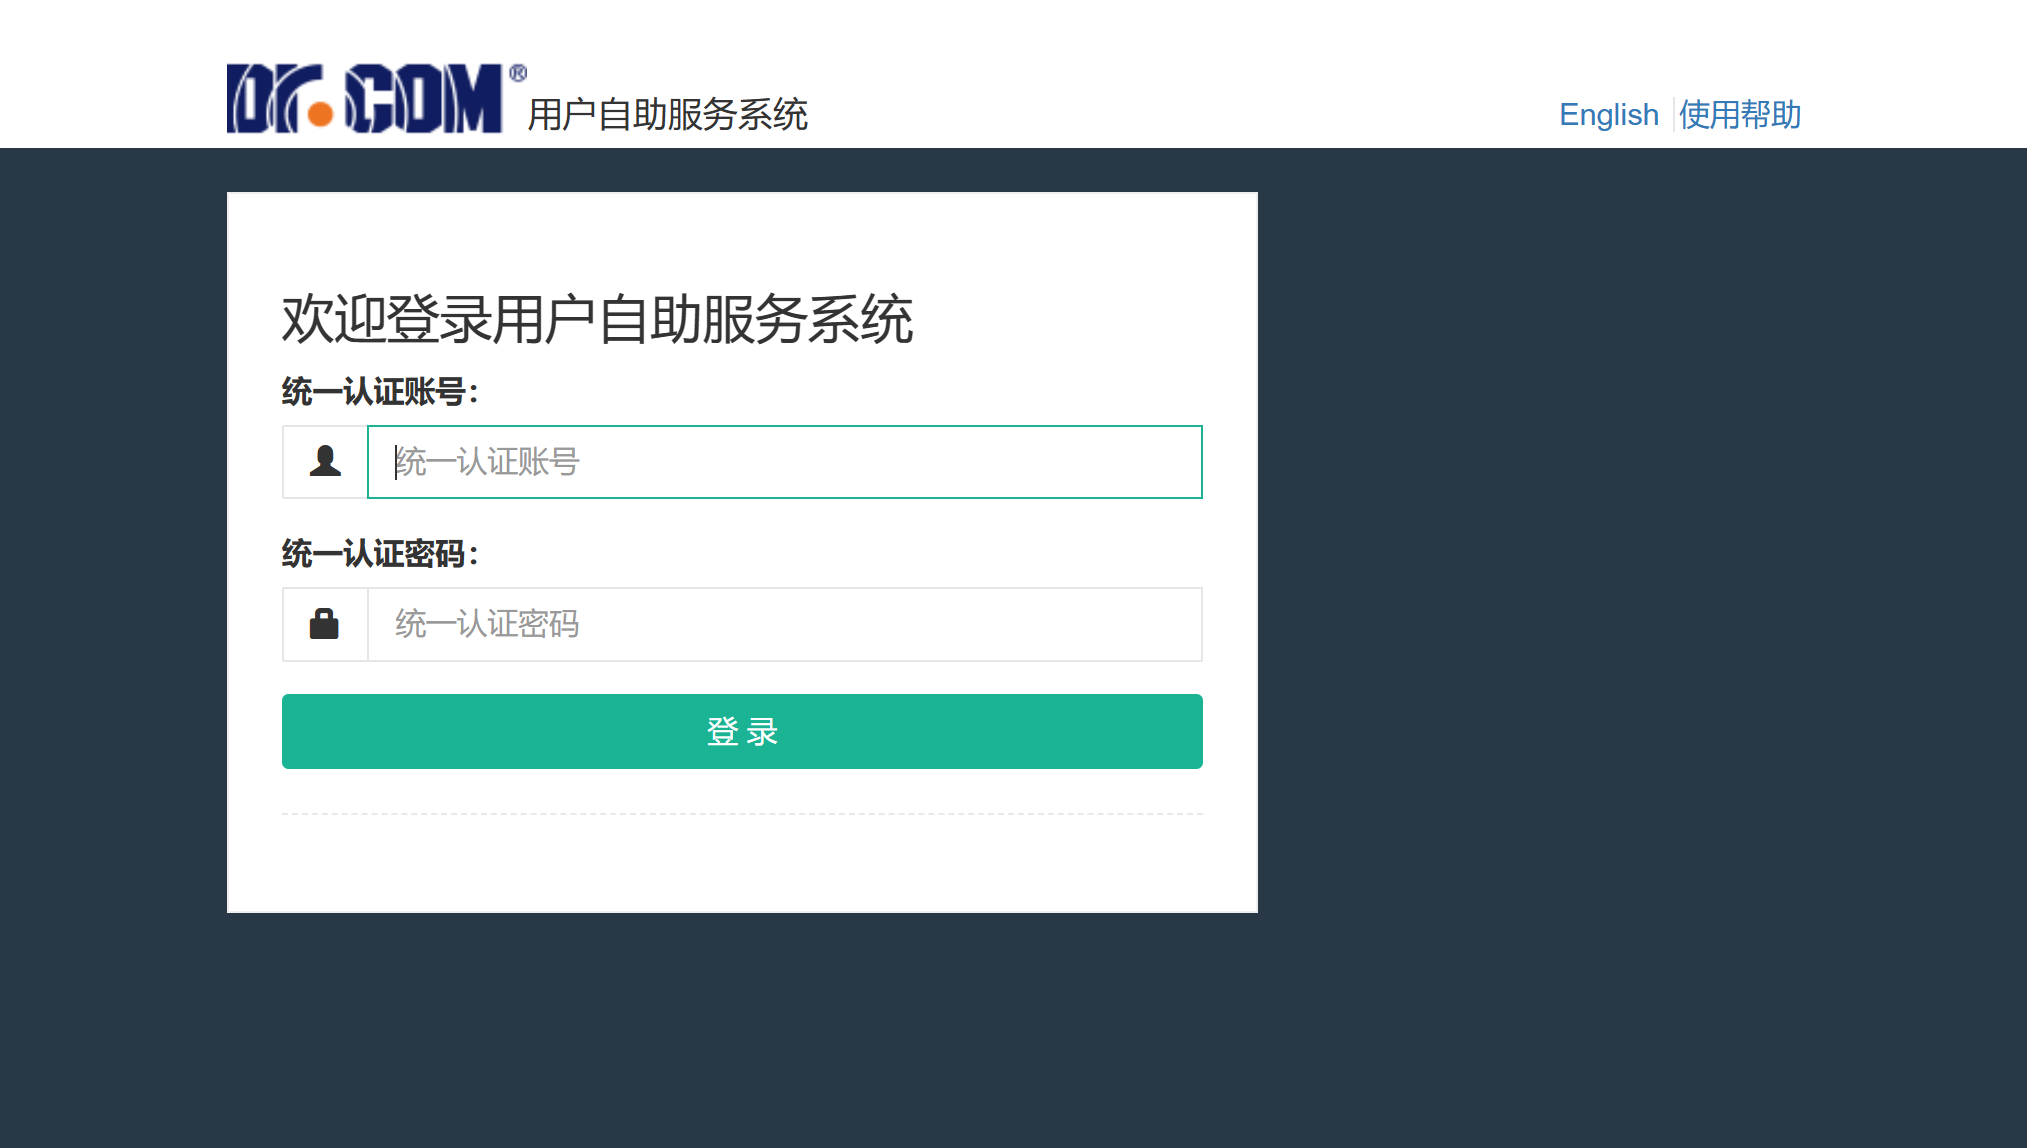 Dr.COM®用户自助服务系统
English 使用帮助
欢迎登录用户自助服务系统
统一认证账号：
统一认证账号
统一认证密码：
统一认证密码
登 录